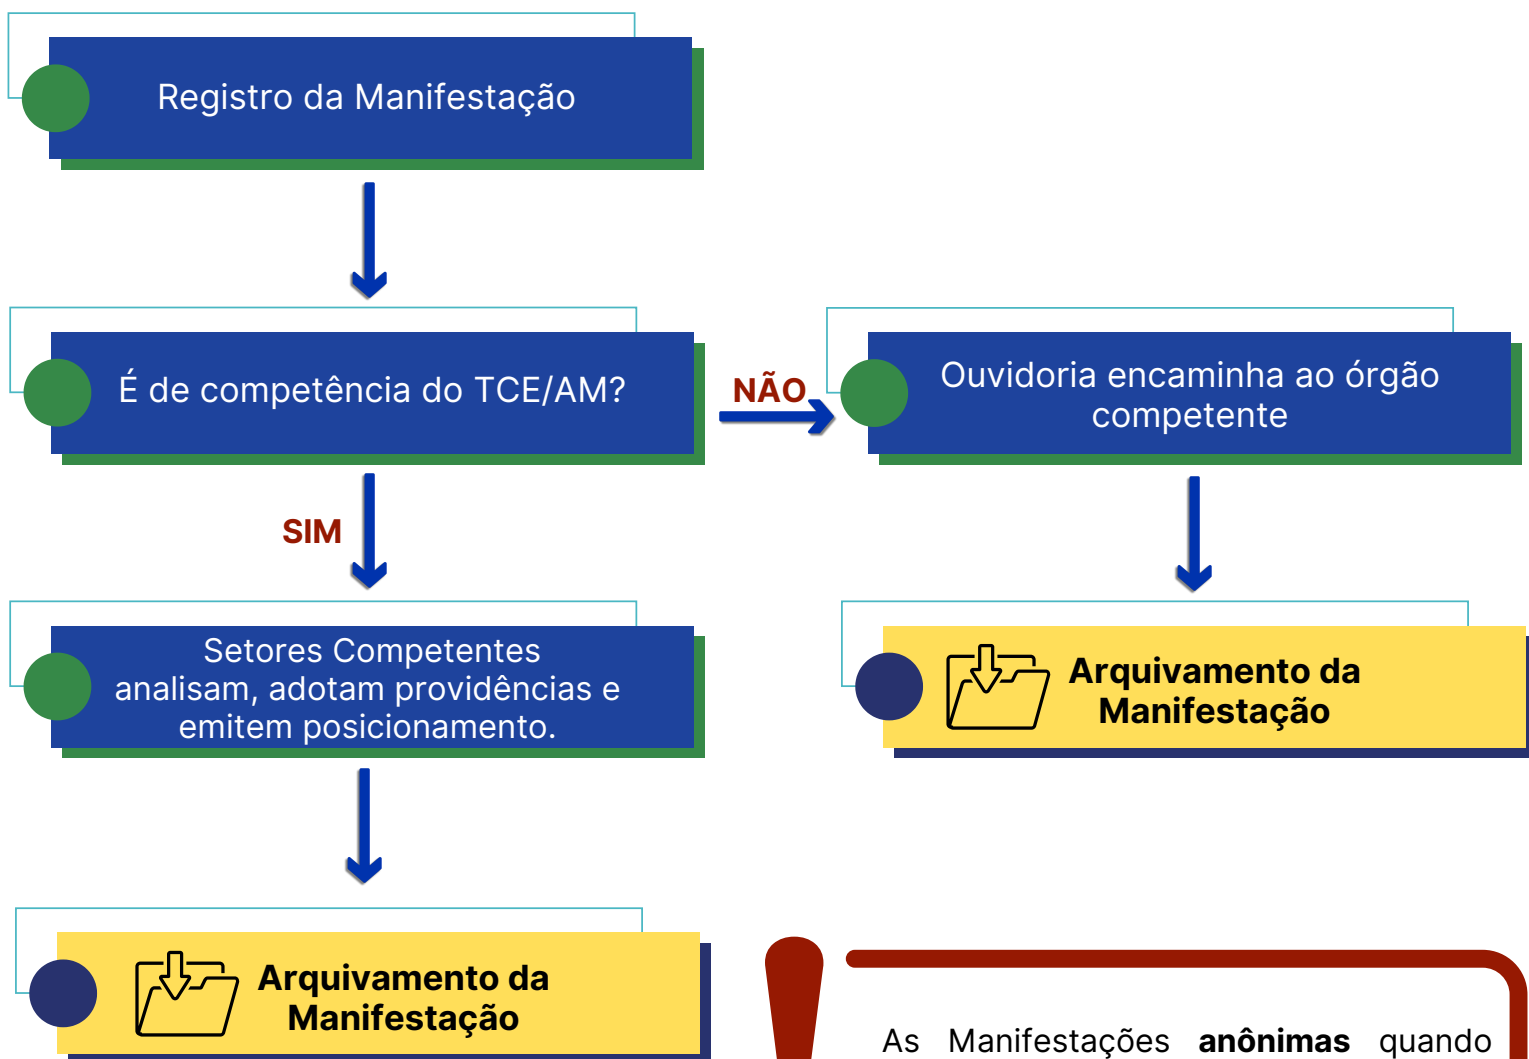 Registro da Manifestação
É de competência do TCE/AM?
NÃO
Ouvidoria encaminha ao órgão
competente
SIM
Setores Competentes
analisam, adotam providências e
emitem posicionamento.
Arquivamento da
Manifestação
Arquivamento da
Manifestação
As Manifestações anônimas quando